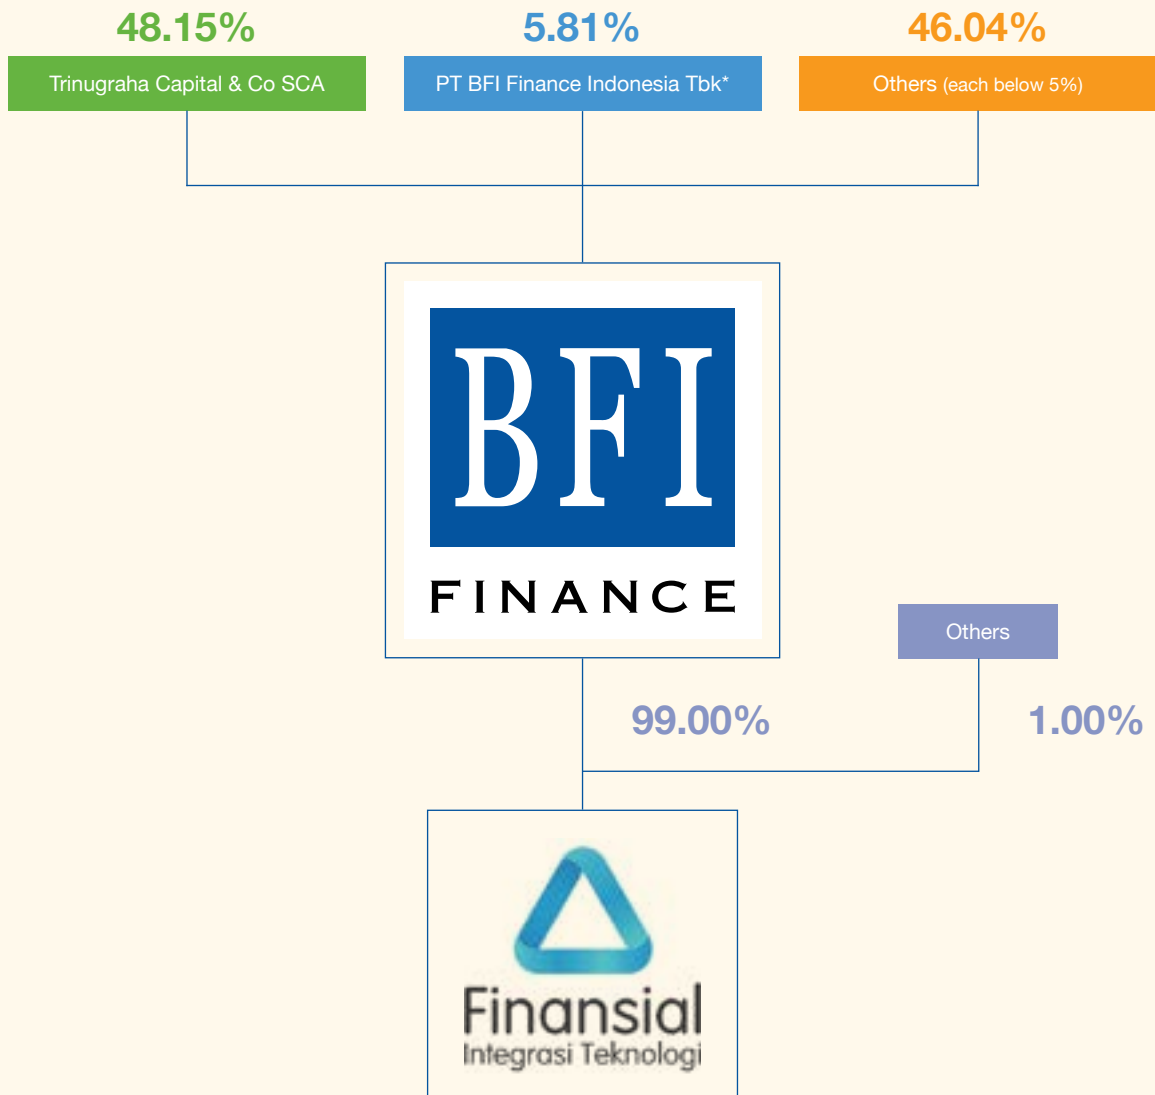 48.15%
5.81%
46.04%
Trinugraha Capital & Co SCA
PT BFI Finance Indonesia Tbk*
Others (each below 5%)
BFI
FINANCE
Others
99.00%
1.00%
Finansial
Integrasi Teknologi